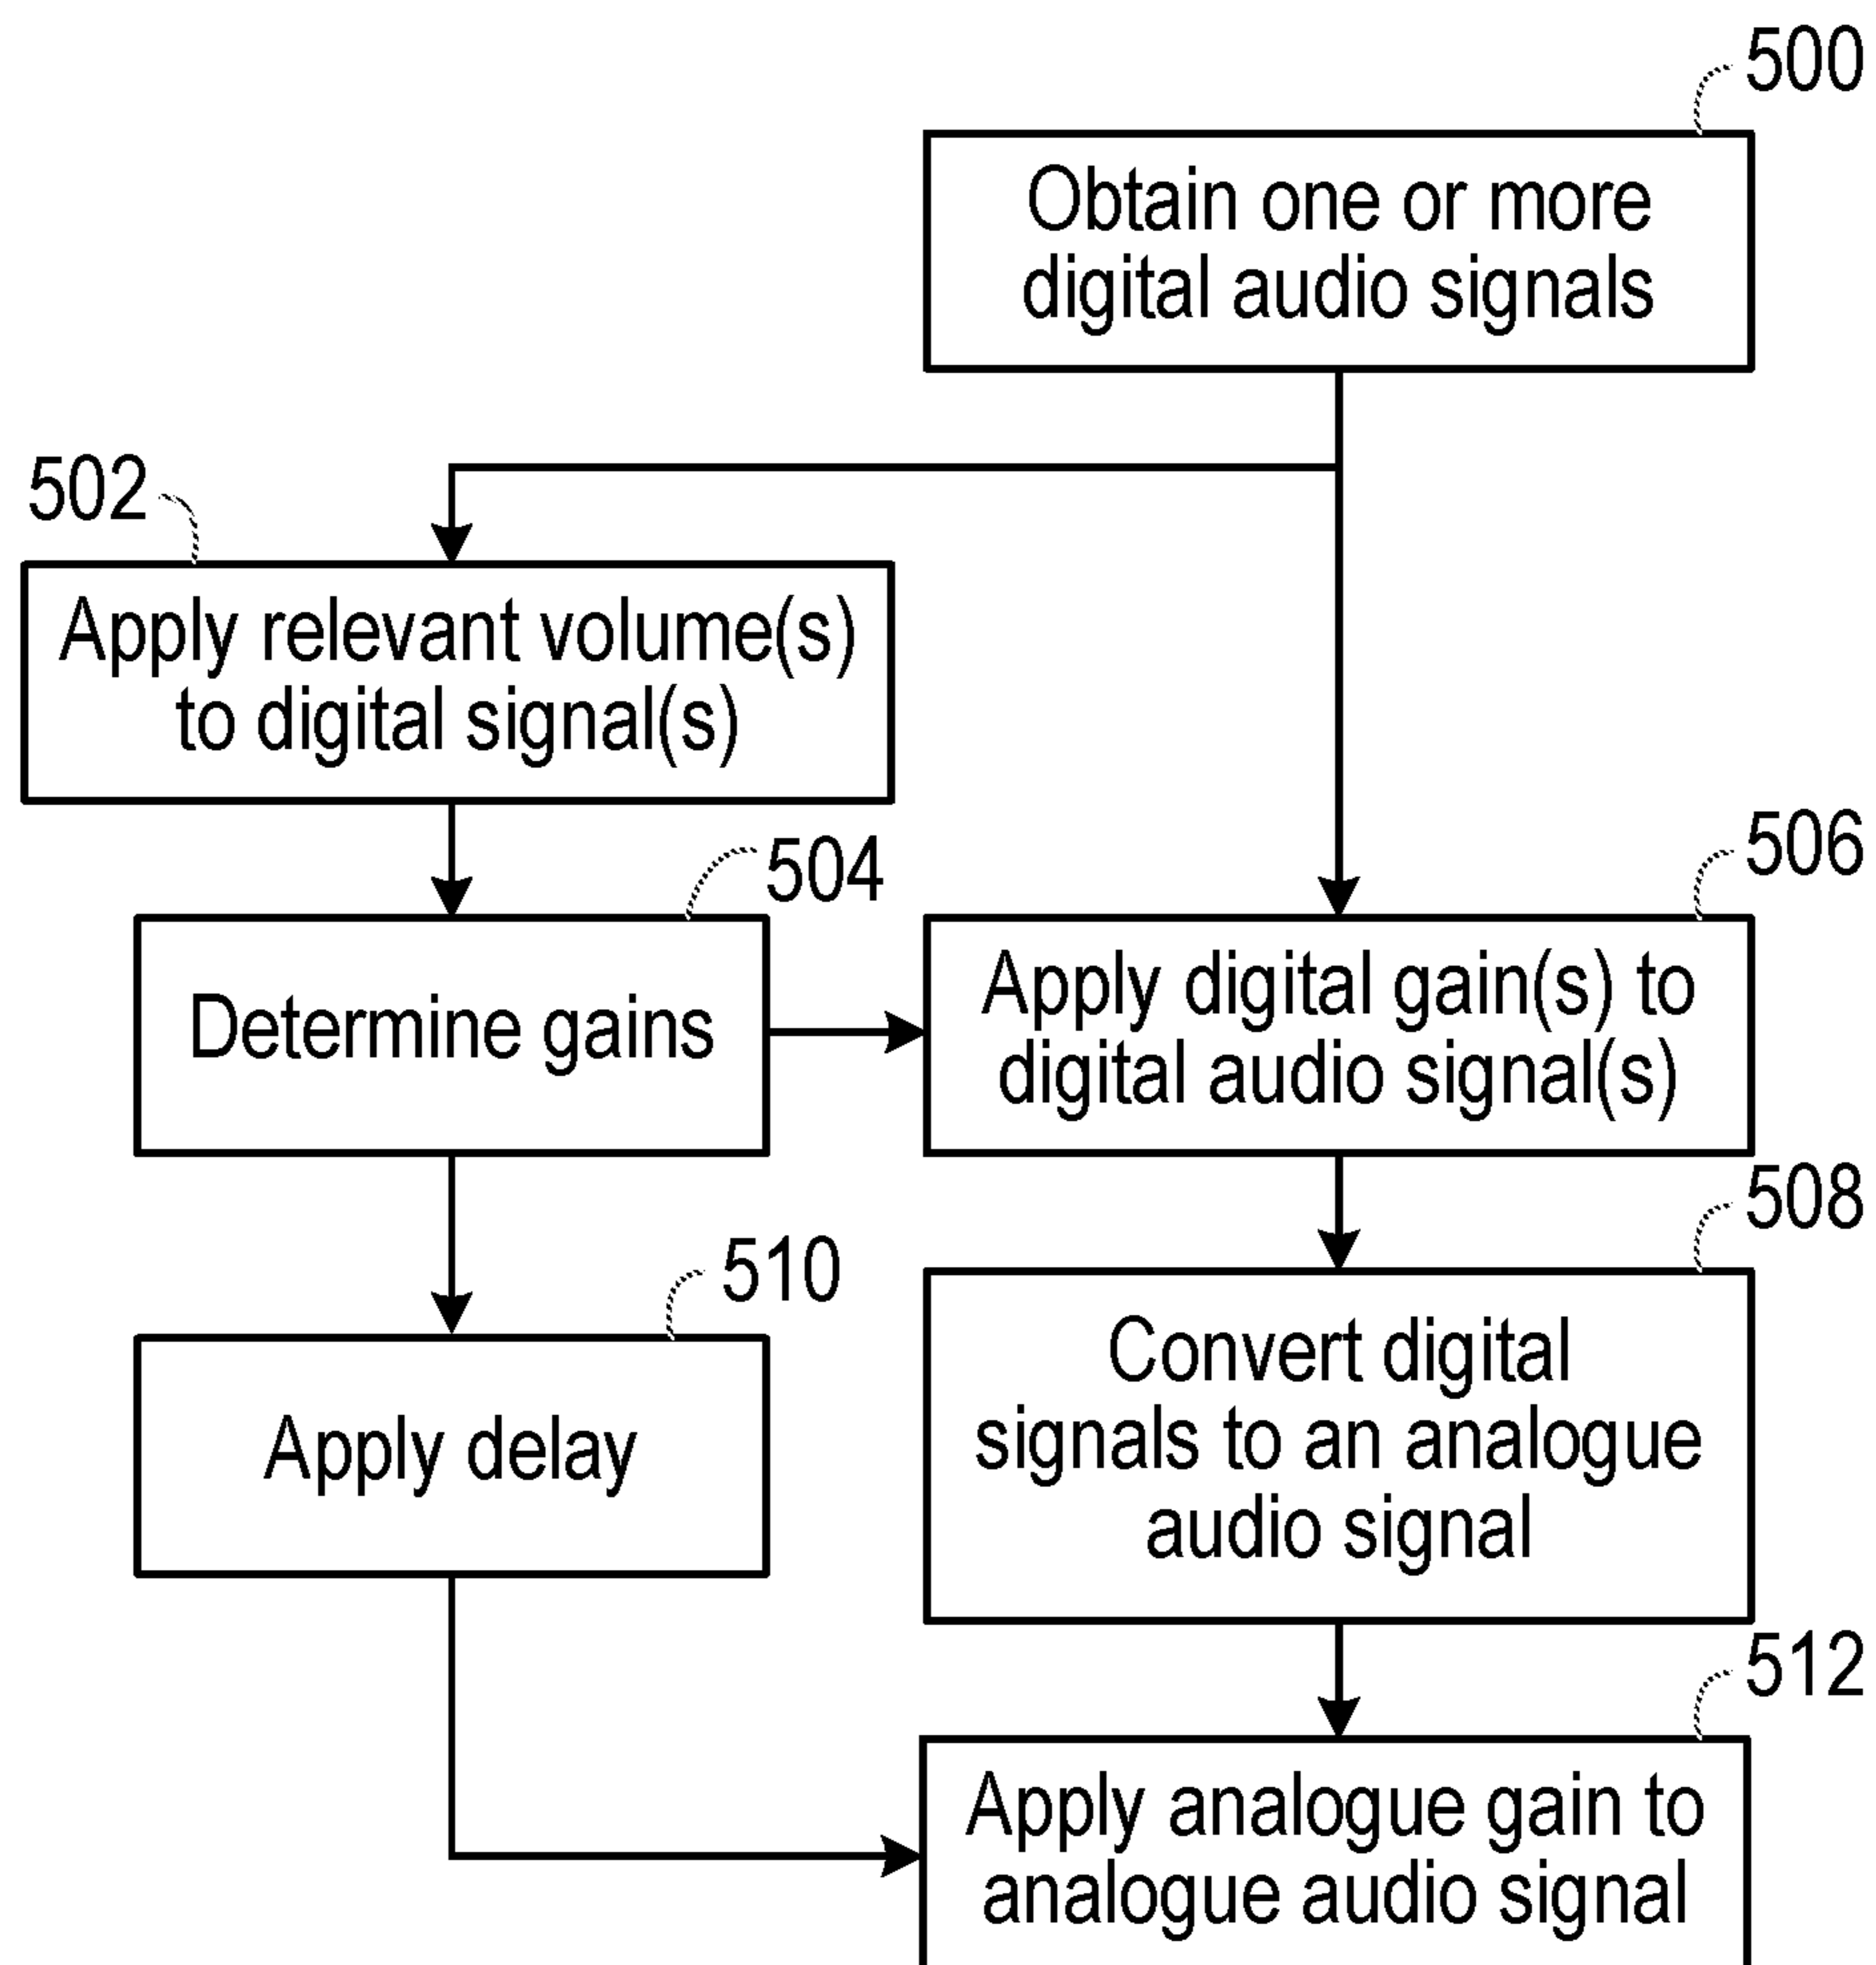 500
Obtain one or more
digital audio signals
502
Apply relevant volume(s)
to digital signal(s)
504
Determine gains
506
Apply digital gain(s) to
digital audio signal(s)
508
Convert digital
signals to an analogue
audio signal
510
Apply delay
512
Apply analogue gain to
analogue audio signal